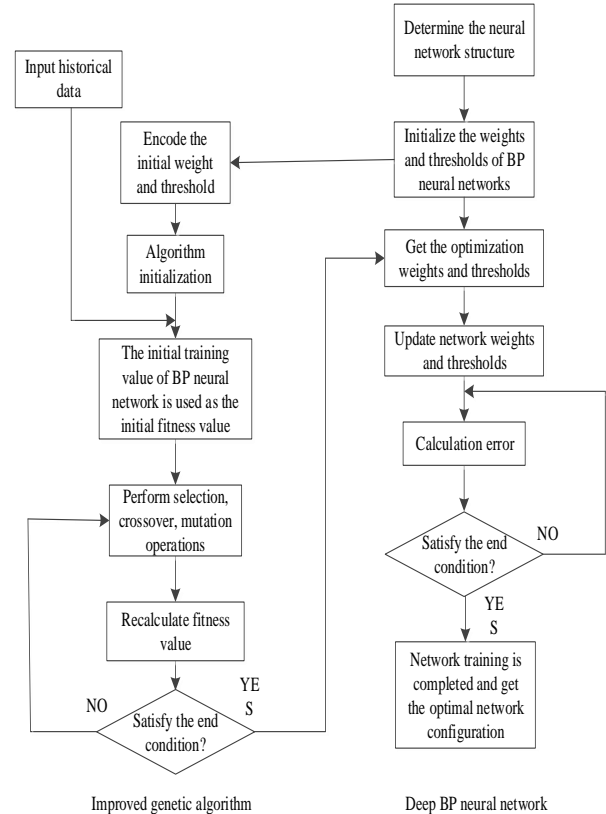 Determine the neural
network structure
Input historical
data
Encode the
initial weight
and threshold
Initialize the weights
and thresholds of BP
neural networks
Algorithm
initialization
Get the optimization
weights and thresholds
The initial training
value of BP neural
network is used as the
initial fitness value
Update network weights
and thresholds
Calculation error
Perform selection,
crossover, mutation
operations
Satisfy the end
condition?
NO
YE
S
Recalculate fitness
value
Network training is
completed and get
the optimal network
configuration
NO
YE
S
Satisfy the end
condition?
Improved genetic algorithm
Deep BP neural network